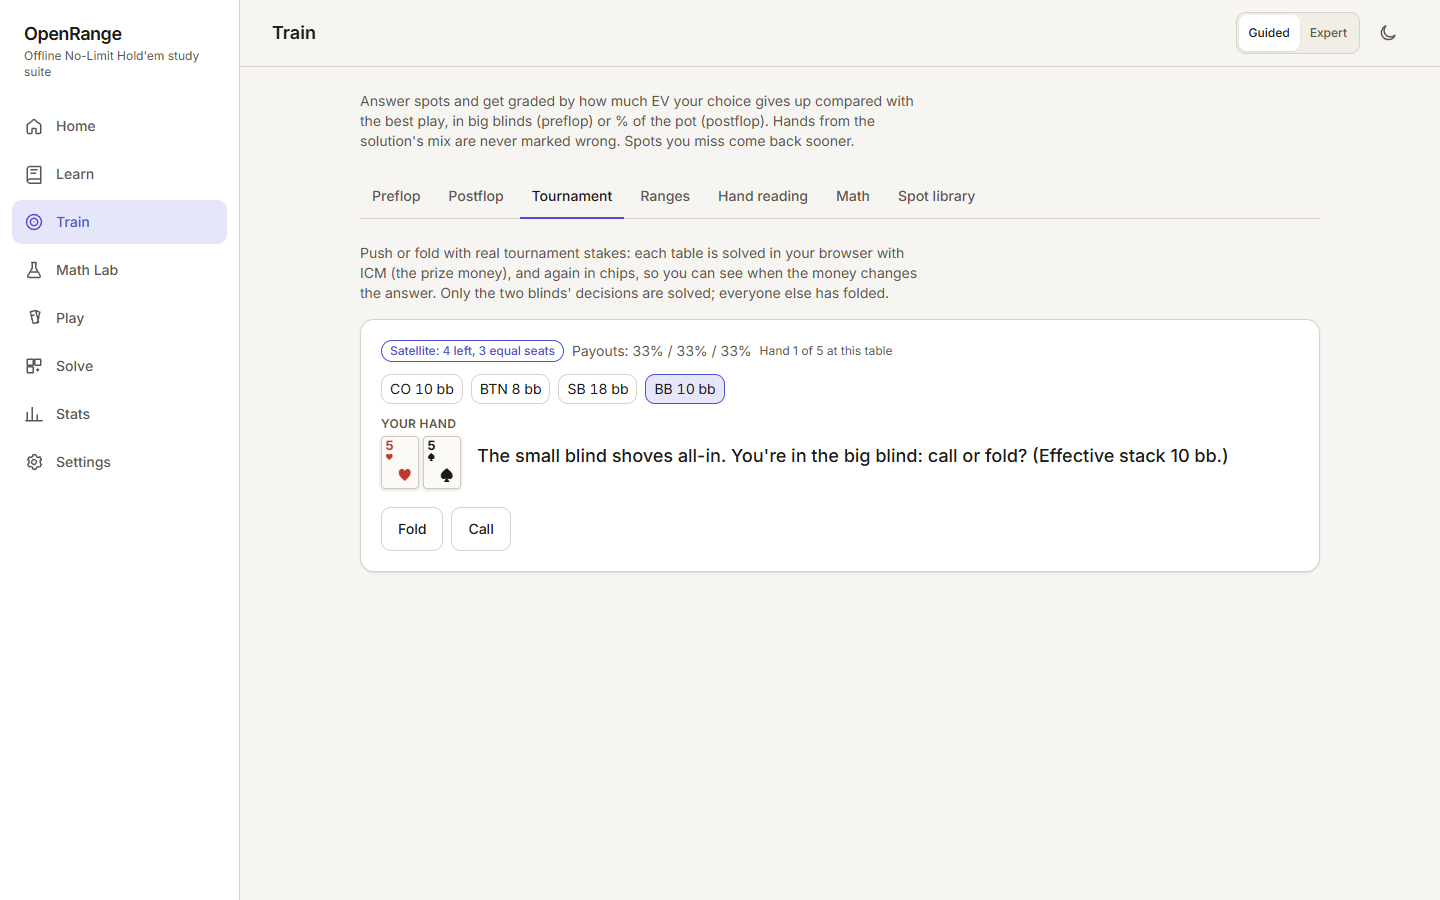 OpenRange
Offline No-Limit Hold'em study
suite
Home
Learn
Train
Math Lab
Play
Solve
Stats
Settings
Train
Guided Expert
Answer spots and get graded by how much EV your choice gives up compared with
the best play, in big blinds (preflop) or % of the pot (postflop). Hands from the
solution's mix are never marked wrong. Spots you miss come back sooner.
Preflop Postflop Tournament Ranges Hand reading Math Spot library
Push or fold with real tournament stakes: each table is solved in your browser with
ICM (the prize money), and again in chips, so you can see when the money changes
the answer. Only the two blinds' decisions are solved; everyone else has folded.
Satellite: 4 left, 3 equal seats Payouts: 33% / 33% / 33% Hand 1 of 5 at this table
CO 10 bb BTN 8 bb SB 18 bb BB 10 bb
YOUR HAND
5 5
The small blind shoves all-in. You're in the big blind: call or fold? (Effective stack 10 bb.)
Fold Call